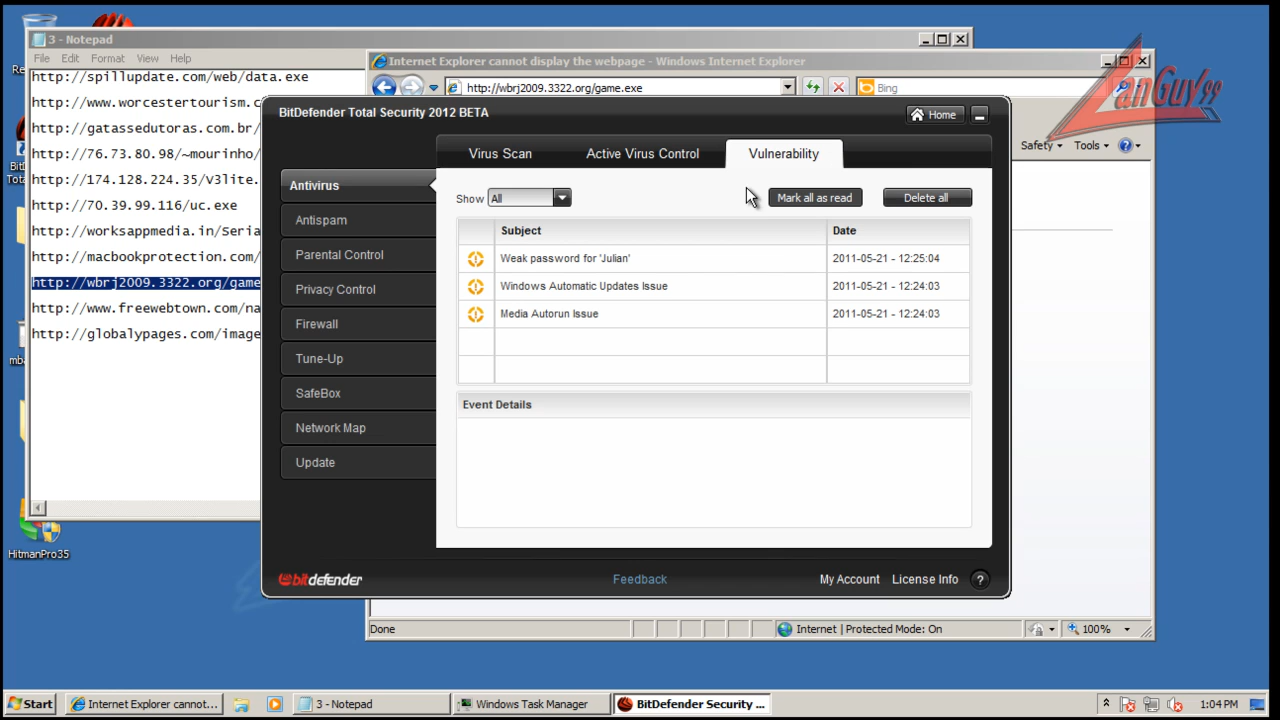 3 - Notepad
File Edit Format View Help
http://spillupdate.com/web/data.exe
http://www.worcestertourism.c
http://gatassedutoras.com.br/
http://76.73.80.98/~mourinho/
http://174.128.224.35/v3lite.
http://70.39.99.116/uc.exe
http://worksappmedia.in/Seria
http://macbookprotection.com/
http://wbrj2009.3322.org/game
http://www.freewebtown.com/na
http://globalypages.com/image
Internet Explorer cannot display the webpage - Windows Internet Explorer
http://wbrj2009.3322.org/game.exe
Bing
Safety Tools
LanGuy99
BitDefender Total Security 2012 BETA
Home
Virus Scan Active Virus Control Vulnerability
Antivirus
Antispam
Parental Control
Privacy Control
Firewall
Tune-Up
SafeBox
Network Map
Update
Show All Mark all as read Delete all
Subject Date
Weak password for 'Julian' 2011-05-21 - 12:25:04
Windows Automatic Updates Issue 2011-05-21 - 12:24:03
Media Autorun Issue 2011-05-21 - 12:24:03
Event Details
bitdefender
Feedback
My Account License Info ?
Done
Internet | Protected Mode: On
100%
Re
Bit
Tota
mb
HitmanPro35
Start
Internet Explorer cannot...
3 - Notepad
Windows Task Manager
BitDefender Security ...
1:04 PM